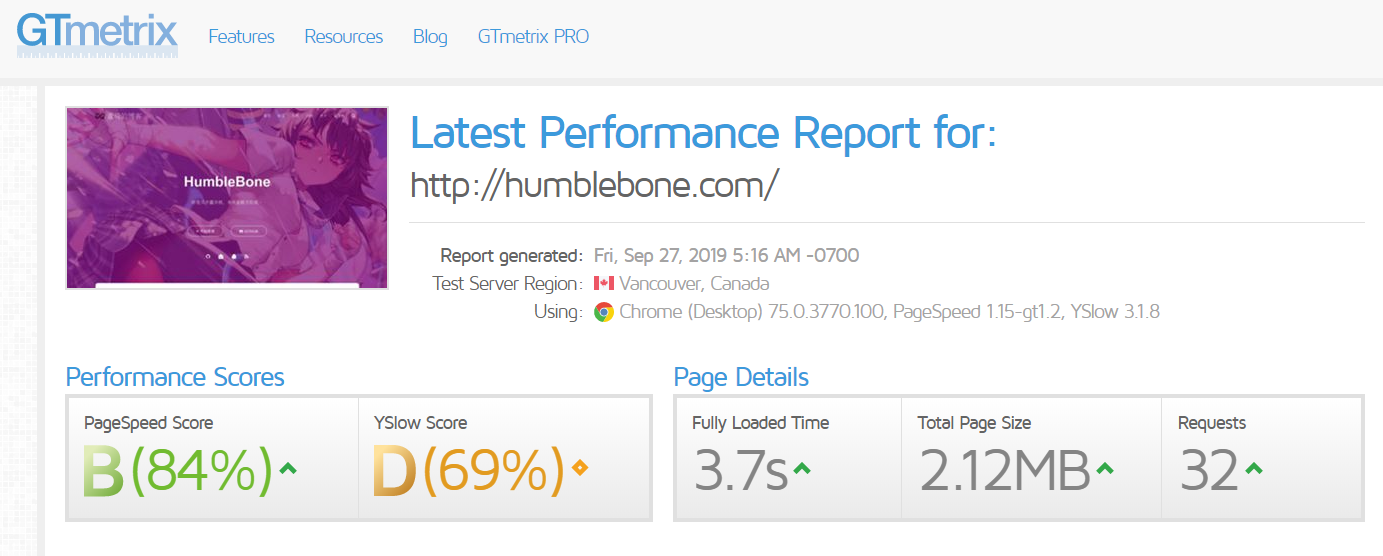 GTmetrix
Features Resources Blog GTmetrix PRO
HumbleBone
Latest Performance Report for:
http://humblebone.com/
Report generated: Fri, Sep 27, 2019 5:16 AM -0700
Test Server Region: Vancouver, Canada
Using: Chrome (Desktop) 75.0.3770.100, PageSpeed 1.15-gt1.2, YSlow 3.1.8
Performance Scores
PageSpeed Score
B (84%)
YSlow Score
D (69%)
Page Details
Fully Loaded Time
3.7s
Total Page Size
2.12MB
Requests
32